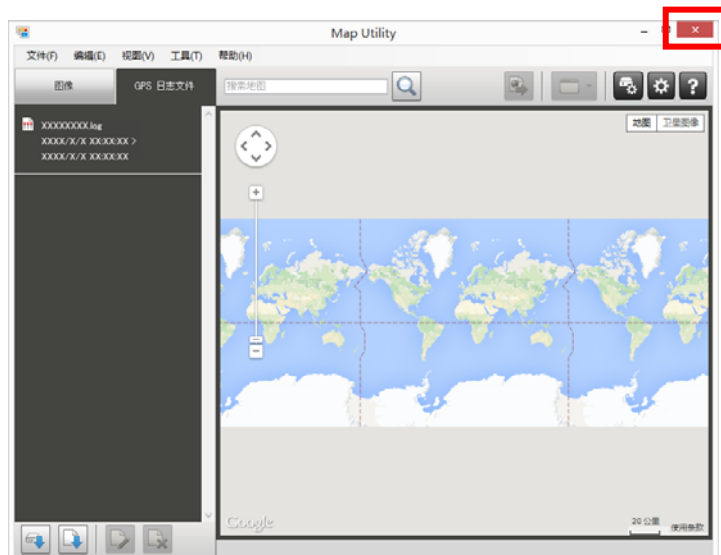 Map Utility
文件(F) 编辑(E) 视图(V) 工具(T) 帮助(H)
图像 GPS 日志文件 搜索地图
XXXXXXXX.log
XXXX/X/X XX:XX:XX >
XXXX/X/X XX:XX:XX
地图 卫星图像
Google
20 公里 使用条款